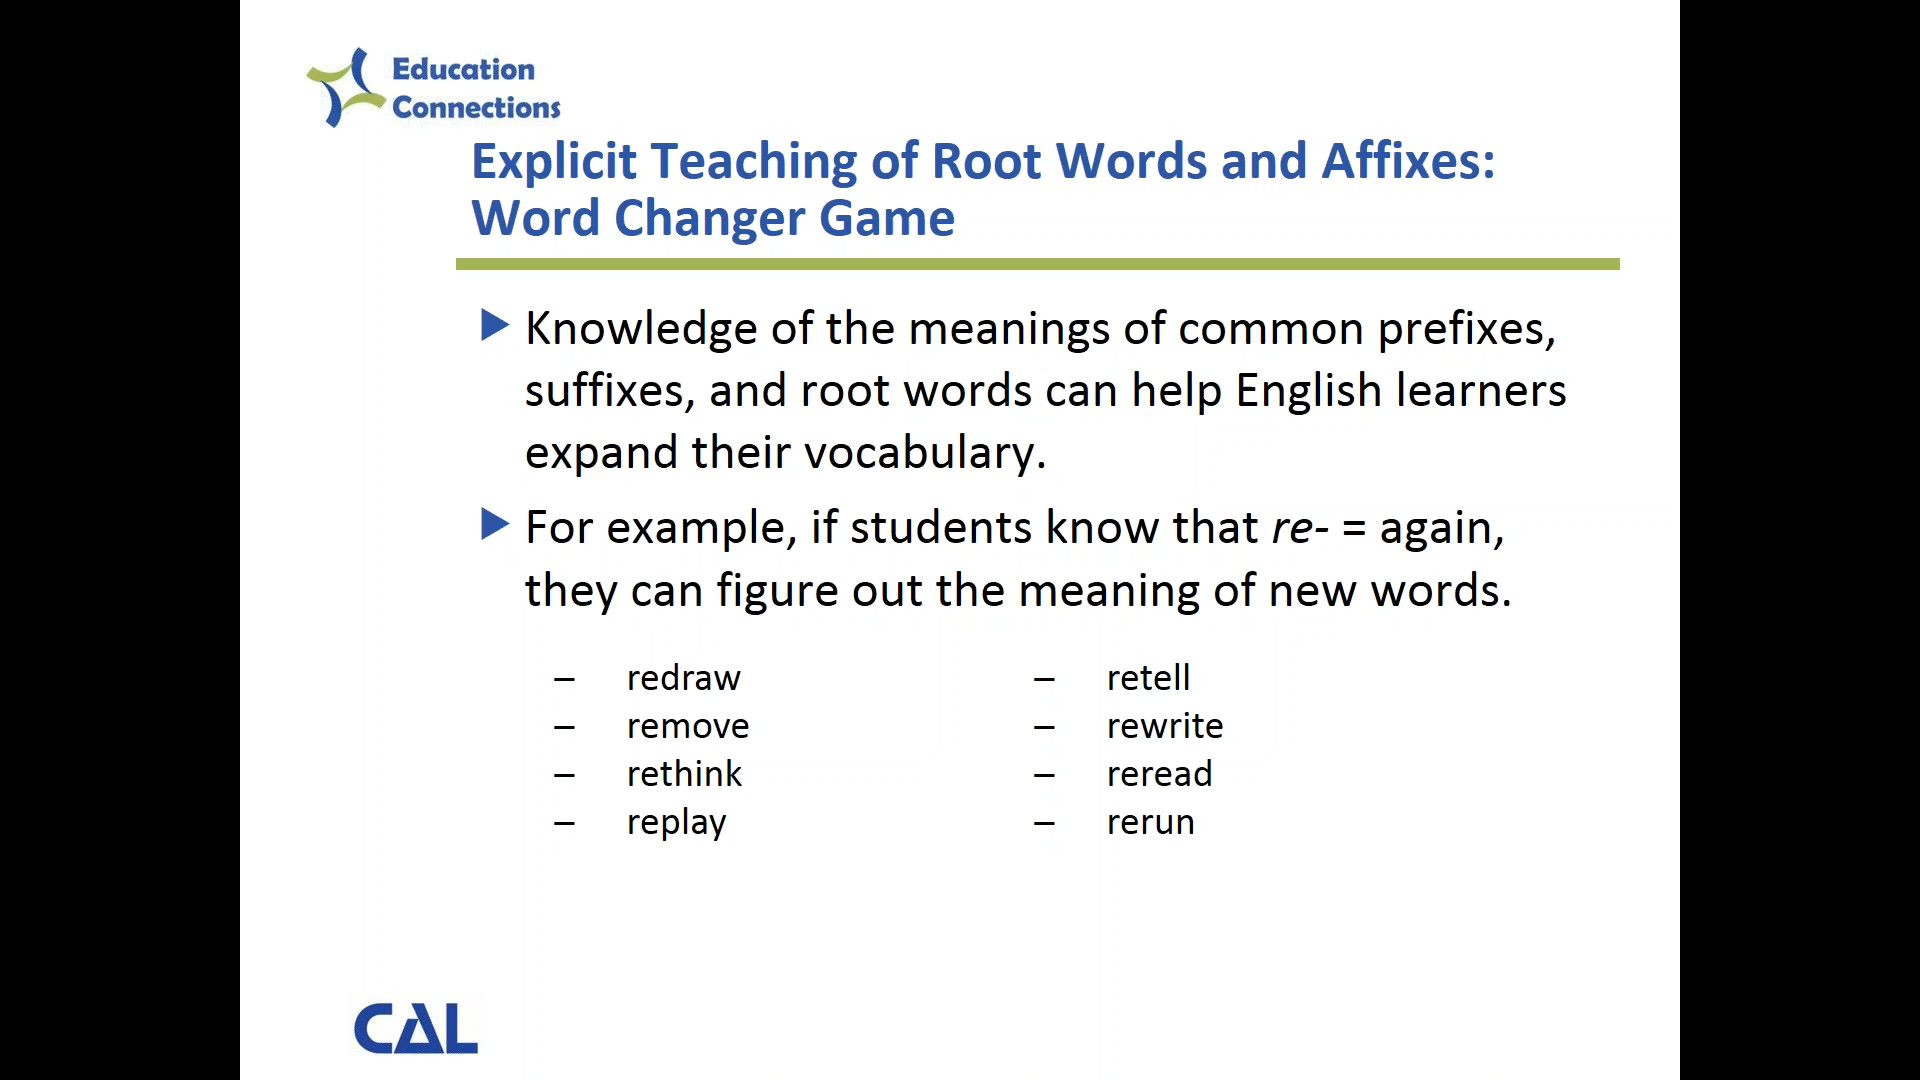 Education
Connections
Explicit Teaching of Root Words and Affixes:
Word Changer Game
Knowledge of the meanings of common prefixes,
suffixes, and root words can help English learners
expand their vocabulary.
For example, if students know that re- = again,
they can figure out the meaning of new words.
– redraw
– remove
– rethink
– replay
– retell
– rewrite
– reread
– rerun
CAL